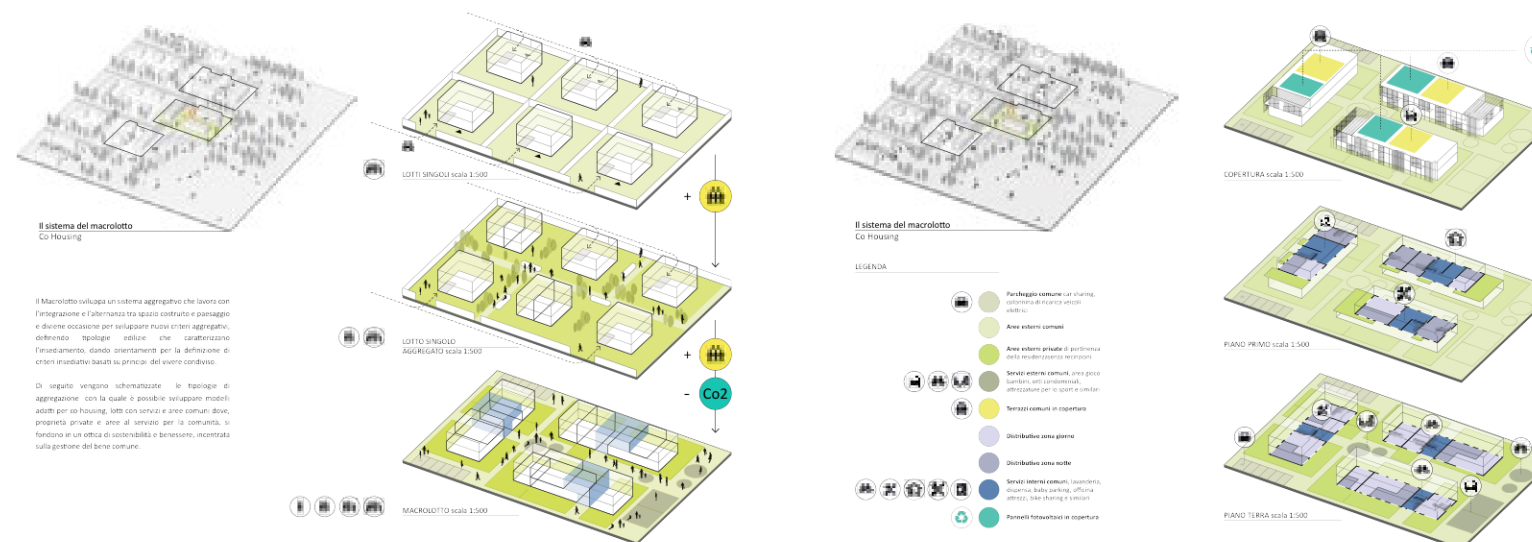 Il sistema del macrolotto
Co Housing
Il Macrolotto sviluppa un sistema aggregativo che lavora con
l'integrazione e l'alternanza tra spazio costruito e paesaggio
e diviene occasione per sviluppare nuovi criteri aggregativi,
definendo tipologie edilizie che caratterizzano
l'insediamento, dando orientamenti per la definizione di
criteri insediativi basati su principi del vivere condiviso.
Di seguito vengono schematizzate le tipologie di
aggregazione con la quale è possibile sviluppare modelli
adatti per co-housing, lotti con servizi e aree comuni dove,
proprietà private e aree al servizio per la comunità, si
fondano in un ottica di sostenibilità e benessere, incentrata
sulla gestione del bene comune.
LOTTI SINGOLI scala 1:500
+
LOTTO SINGOLO
AGGREGATO scala 1:500
+
-
Co2
MACROLOTTO scala 1:500
Il sistema del macrolotto
Co Housing
LEGENDA
Parcheggio comune car sharing,
colonnina di ricarica veicoli
elettrici
Aree esterni comuni
Aree esterni private di pertinenza
della residenza senza recinzioni
Servizi esterni comuni, aree gioco
bambini, orti condominiali,
attrezzature per lo sport e similari
Terrazzi comuni in copertura
Distributivo zona giorno
Distributivo zona notte
Servizi interni comuni, lavanderia,
dispensa, baby parking, officina
attrezzi, bike sharing e similari
Pannelli fotovoltaici in copertura
COPERTURA scala 1:500
PIANO PRIMO scala 1:500
PIANO TERRA scala 1:500